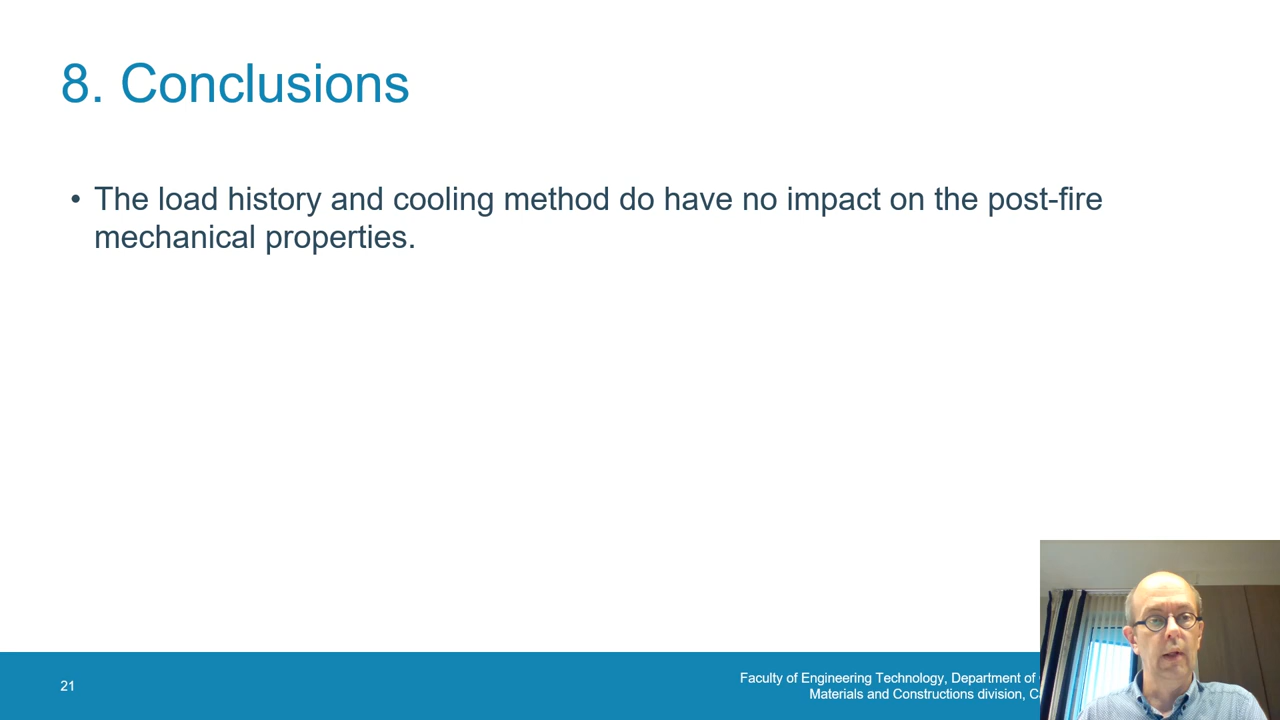 8. Conclusions
• The load history and cooling method do have no impact on the post-fire
mechanical properties.
21
Faculty of Engineering Technology, Department of
Materials and Constructions division,